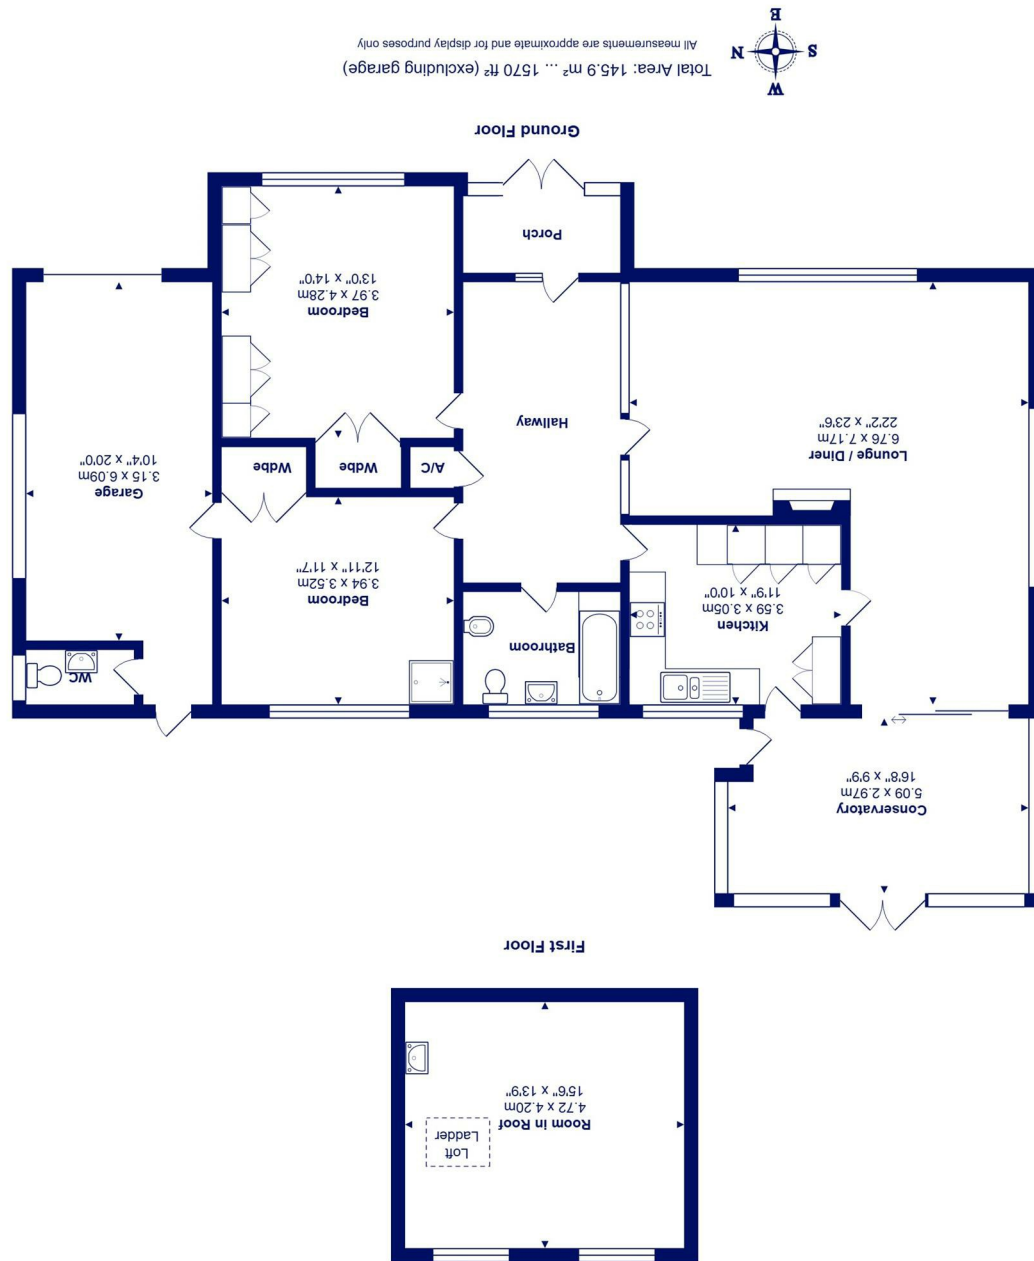 Loft
Ladder
Room in Roof
4.72 x 4.20m
15'6" x 13'9"
First Floor
Conservatory
5.09 x 2.97m
16'8" x 9'9"
WC
Bathroom
Kitchen
3.59 x 3.05m
11'9" x 10'0"
Bedroom
3.94 x 3.52m
12'11" x 11'7"
Garage
3.15 x 6.09m
10'4" x 20'0"
Lounge / Diner
6.76 x 7.17m
22'2" x 23'6"
Hallway
A/C
Wdbe
Wdbe
Bedroom
3.97 x 4.28m
13'0" x 14'0"
Porch
Ground Floor
W
S
N
E
Total Area: 145.9 m² ... 1570 ft² (excluding garage)
All measurements are approximate and for display purposes only